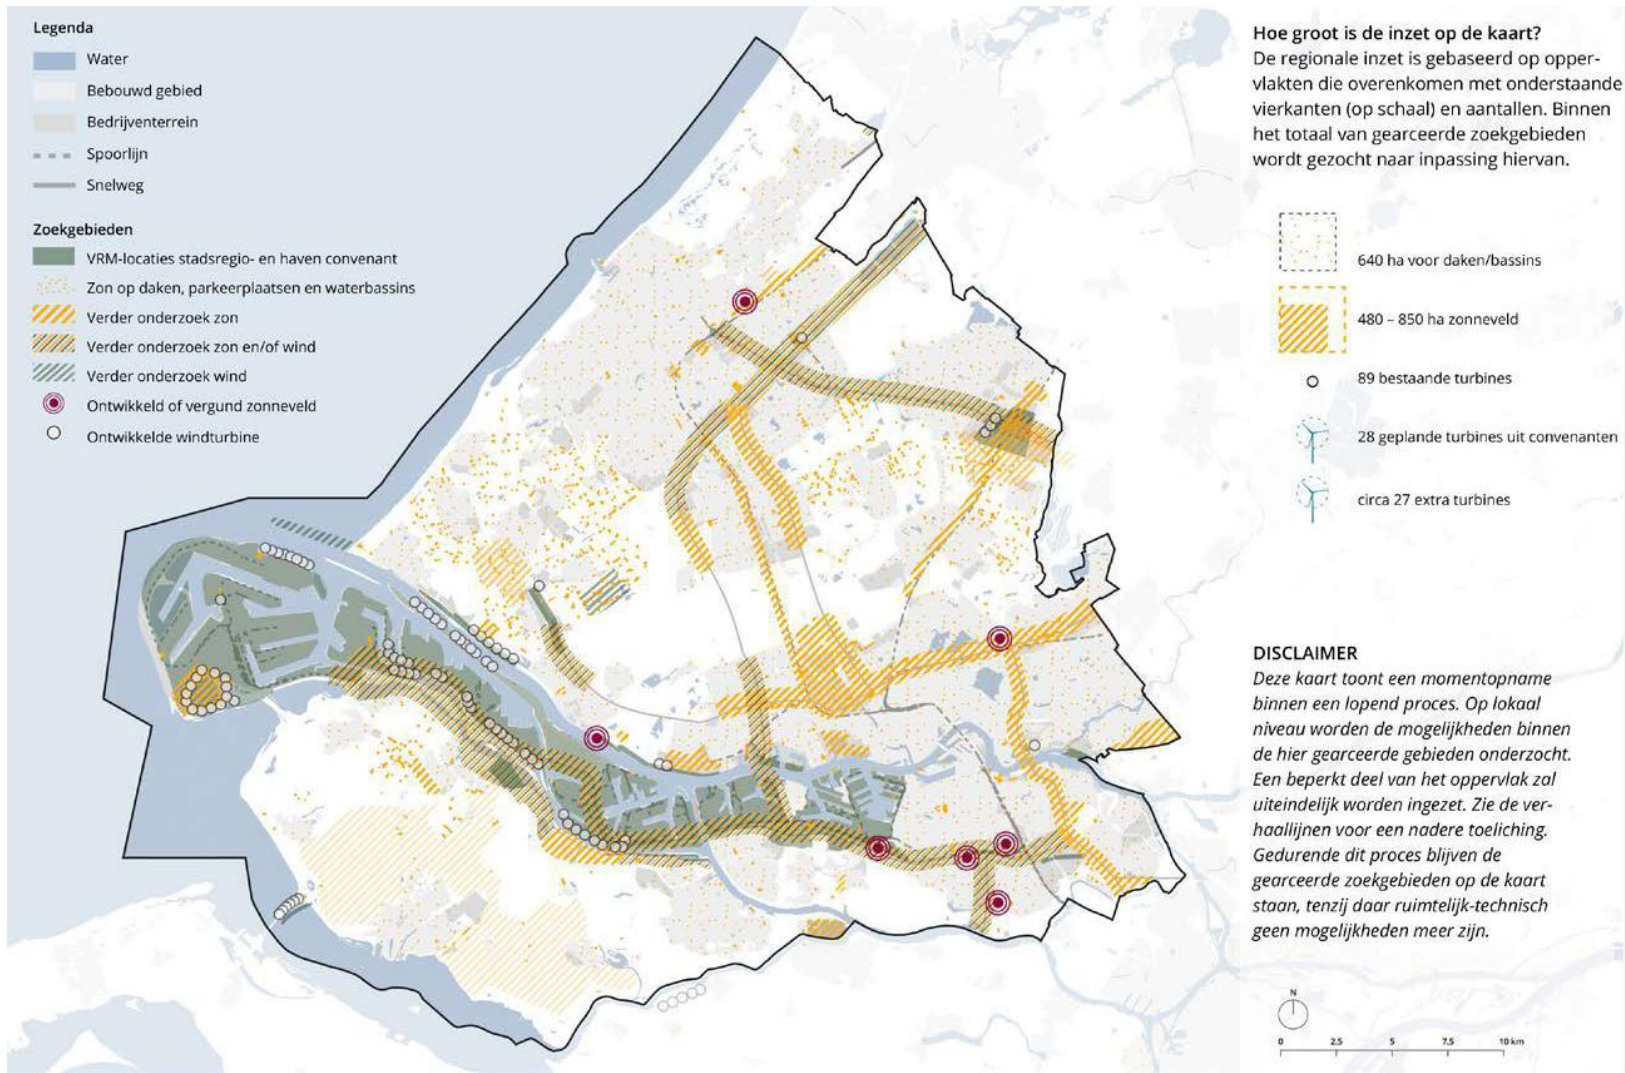 Legenda
Water
Bebouwd gebied
Bedrijventerrein
Spoorlijn
Snelweg
Zoekgebieden
VRM-locaties stadsregio- en haven convenant
Zon op daken, parkeerplaatsen en waterbassins
Verder onderzoek zon
Verder onderzoek zon en/of wind
Verder onderzoek wind
Ontwikkeld of vergund zonneveld
Ontwikkelde windturbine
Hoe groot is de inzet op de kaart?
De regionale inzet is gebaseerd op opper-
vlakten die overenkomen met onderstaande
vierkanten (op schaal) en aantallen. Binnen
het totaal van gearceerde zoekgebieden
wordt gezocht naar inpassing hiervan.
640 ha voor daken/bassins
480 – 850 ha zonneveld
89 bestaande turbines
28 geplande turbines uit convenanten
circa 27 extra turbines
DISCLAIMER
Deze kaart toont een momentopname
binnen een lopend proces. Op lokaal
niveau worden de mogelijkheden binnen
de hier gearceerde gebieden onderzocht.
Een beperkt deel van het oppervlak zal
uiteindelijk worden ingezet. Zie de ver-
haallijnen voor een nadere toeliching.
Gedurende dit proces blijven de
gearceerde zoekgebieden op de kaart
staan, tenzij daar ruimtelijk-technisch
geen mogelijkheden meer zijn.
N
0 2.5 5 7.5 10 km